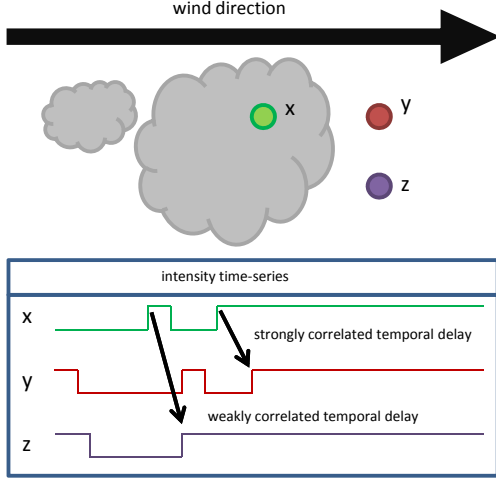 wind direction
x
y
z
intensity time-series
x
strongly correlated temporal delay
y
weakly correlated temporal delay
z